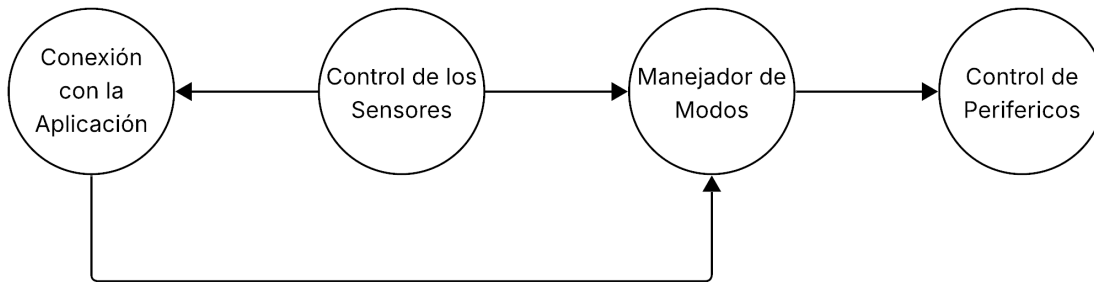 Conexión
con la
Aplicación
Control de los
Sensores
Manejador de
Modos
Control de
Perifericos